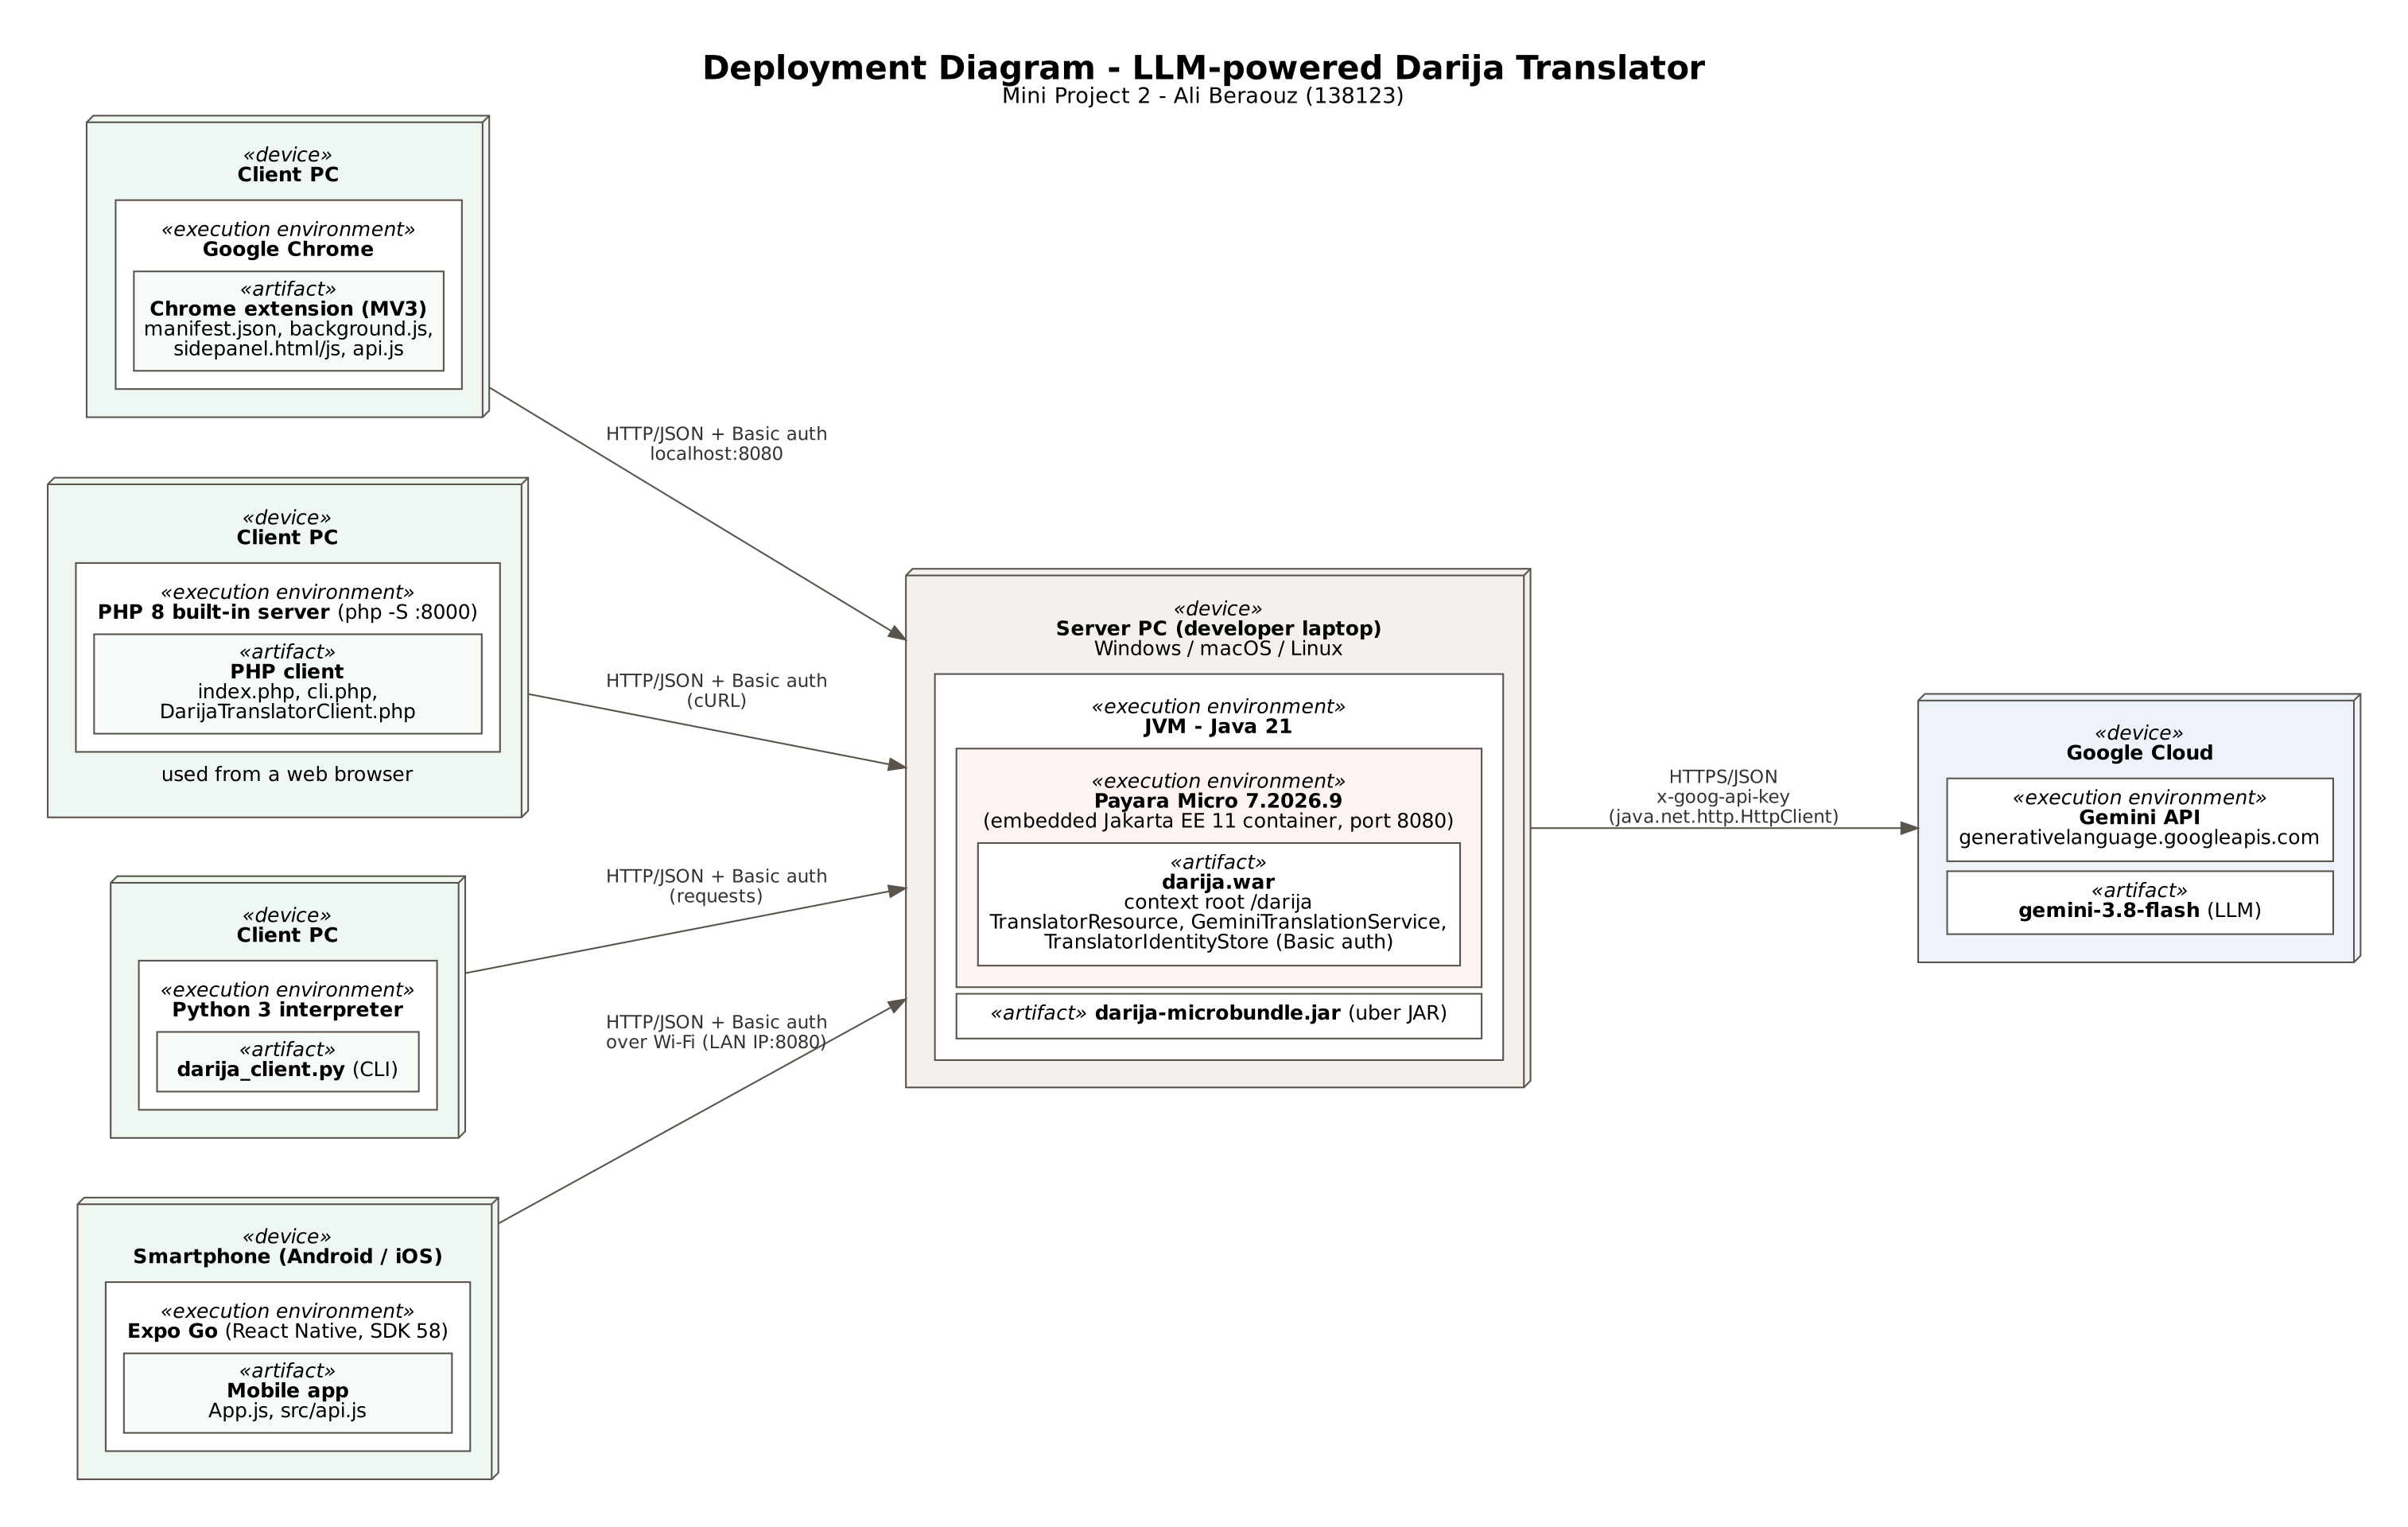 Deployment Diagram - LLM-powered Darija Translator
Mini Project 2 - Ali Beraouz (138123)
«device»
Client PC
«execution environment»
Google Chrome
«artifact»
Chrome extension (MV3)
manifest.json, background.js,
sidepanel.html/js, api.js
HTTP/JSON + Basic auth
localhost:8080
«device»
Client PC
«execution environment»
PHP 8 built-in server (php -S :8000)
«artifact»
PHP client
index.php, cli.php,
DarijaTranslatorClient.php
used from a web browser
HTTP/JSON + Basic auth
(cURL)
«device»
Client PC
«execution environment»
Python 3 interpreter
«artifact»
darija_client.py (CLI)
HTTP/JSON + Basic auth
(requests)
«device»
Smartphone (Android / iOS)
«execution environment»
Expo Go (React Native, SDK 58)
«artifact»
Mobile app
App.js, src/api.js
HTTP/JSON + Basic auth
over Wi-Fi (LAN IP:8080)
«device»
Server PC (developer laptop)
Windows / macOS / Linux
«execution environment»
JVM - Java 21
«execution environment»
Payara Micro 7.2026.9
(embedded Jakarta EE 11 container, port 8080)
«artifact»
darija.war
context root /darija
TranslatorResource, GeminiTranslationService,
TranslatorIdentityStore (Basic auth)
«artifact» darija-microbundle.jar (uber JAR)
HTTPS/JSON
x-goog-api-key
(java.net.http.HttpClient)
«device»
Google Cloud
«execution environment»
Gemini API
generativelanguage.googleapis.com
«artifact»
gemini-3.8-flash (LLM)